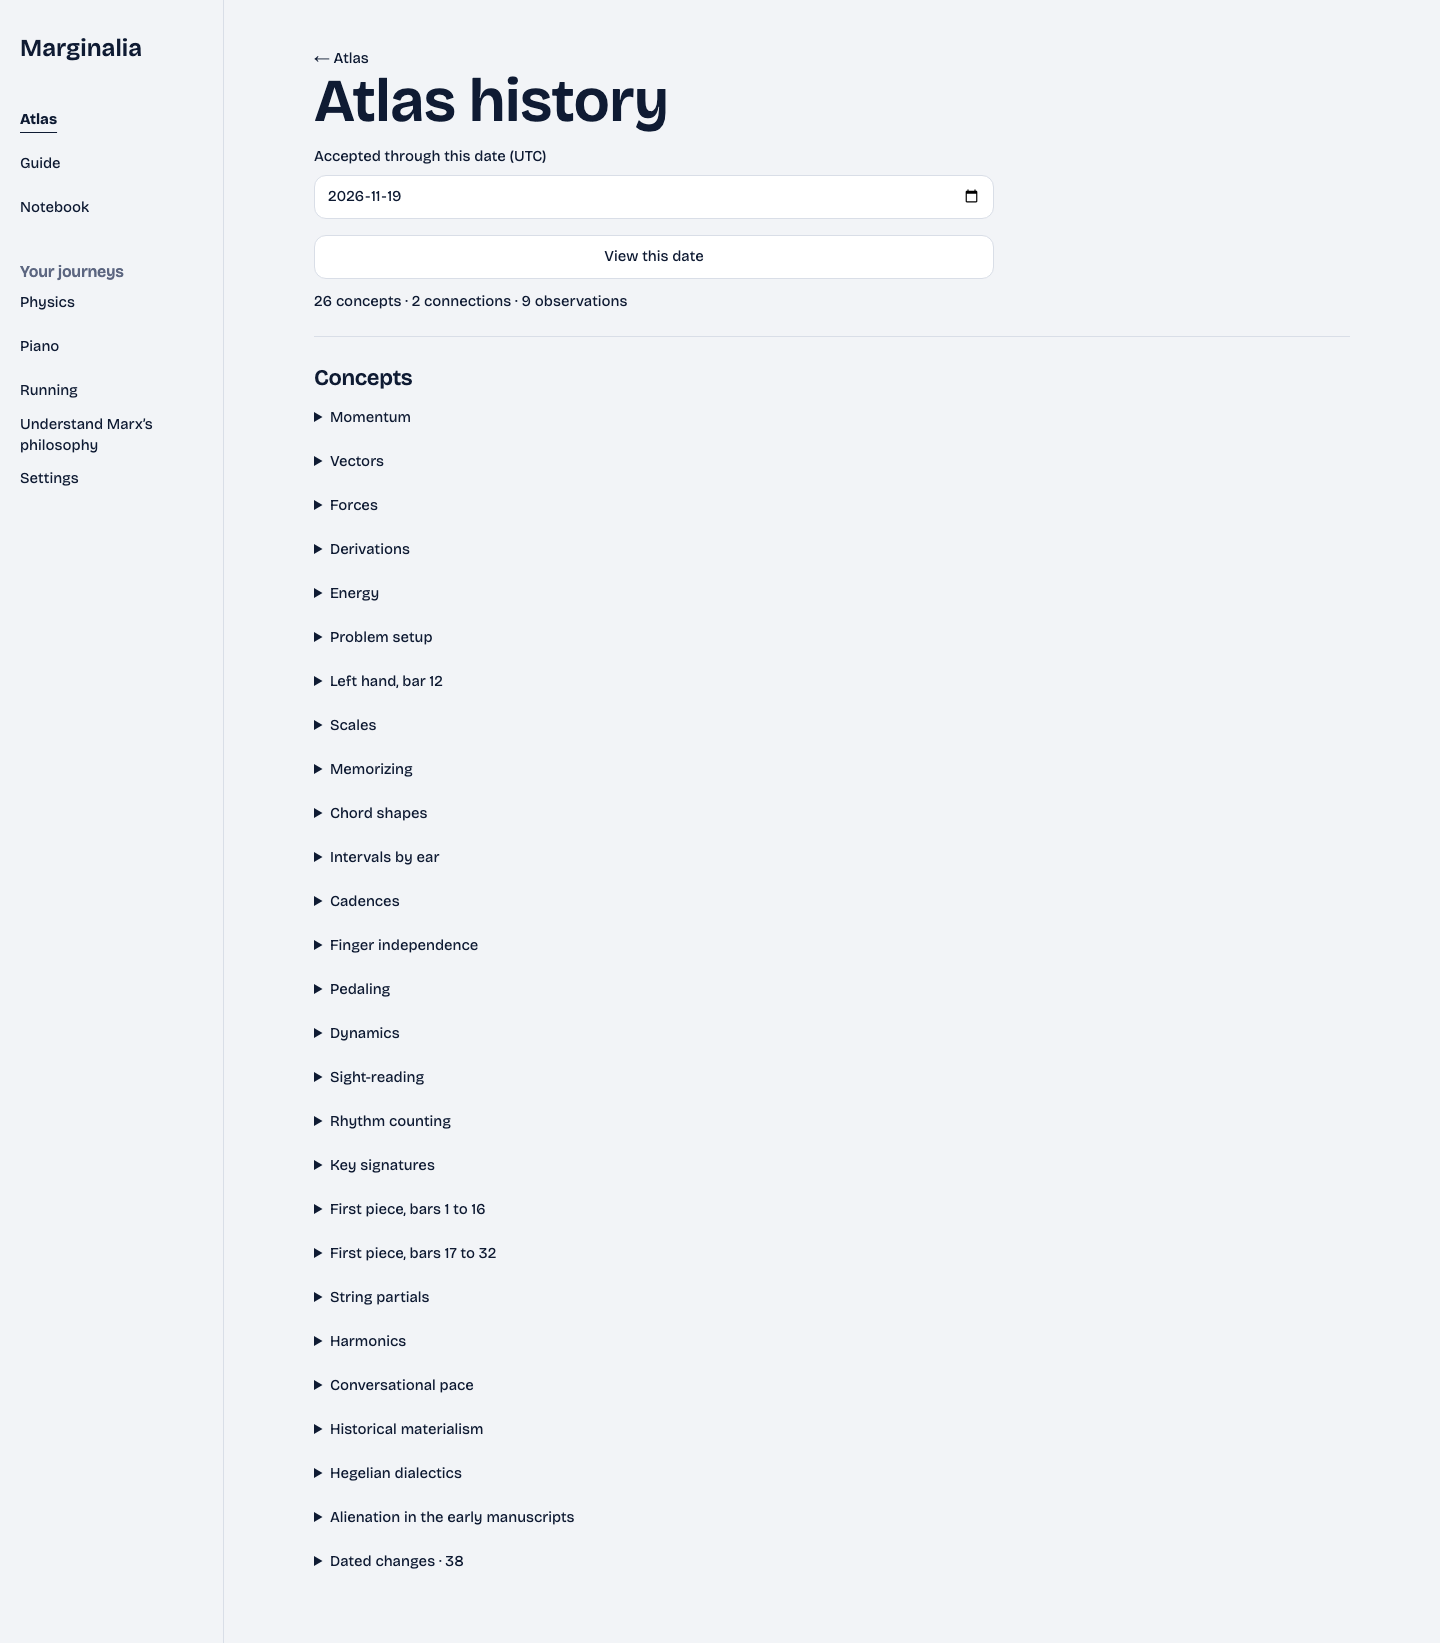 Marginalia
Atlas
Guide
Notebook
Your journeys
Physics
Piano
Running
Understand Marx's
philosophy
Settings
← Atlas
Atlas history
Accepted through this date (UTC)
2026-11-19
View this date
26 concepts · 2 connections · 9 observations
Concepts
Momentum
Vectors
Forces
Derivations
Energy
Problem setup
Left hand, bar 12
Scales
Memorizing
Chord shapes
Intervals by ear
Cadences
Finger independence
Pedaling
Dynamics
Sight-reading
Rhythm counting
Key signatures
First piece, bars 1 to 16
First piece, bars 17 to 32
String partials
Harmonics
Conversational pace
Historical materialism
Hegelian dialectics
Alienation in the early manuscripts
Dated changes · 38